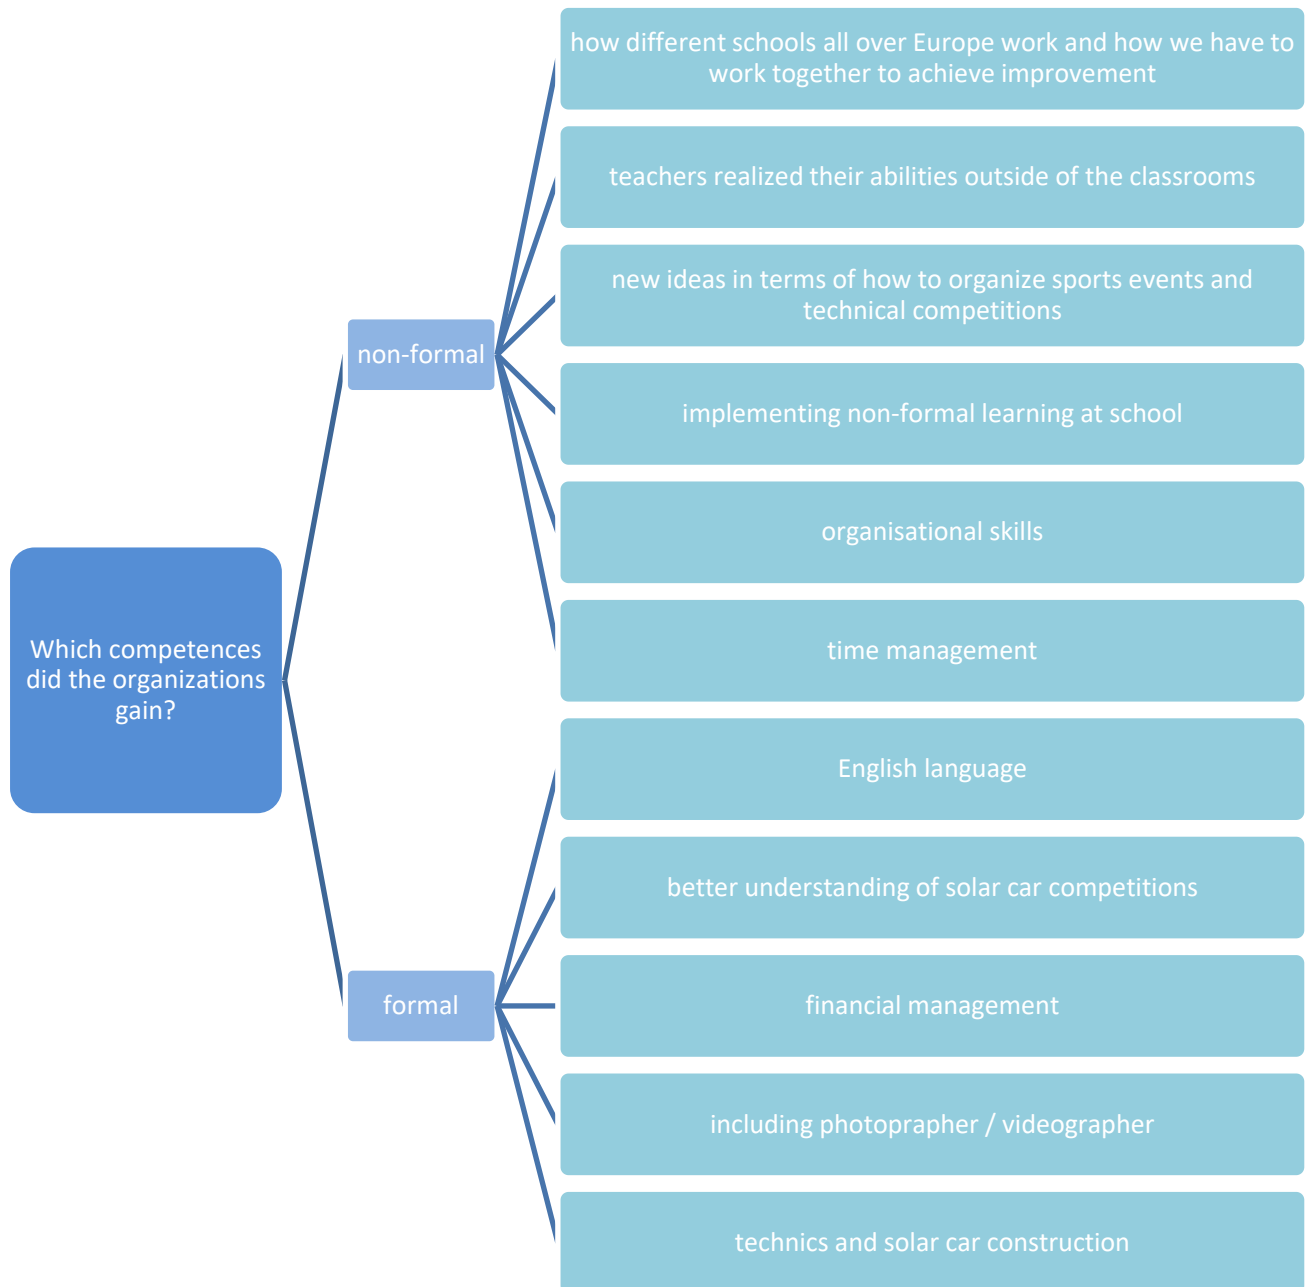 Which competences
did the organizations
gain?
non-formal
how different schools all over Europe work and how we have to
work together to achieve improvement
teachers realized their abilities outside of the classrooms
new ideas in terms of how to organize sports events and
technical competitions
implementing non-formal learning at school
organisational skills
time management
formal
English language
better understanding of solar car competitions
financial management
including photoprapher / videographer
technics and solar car construction